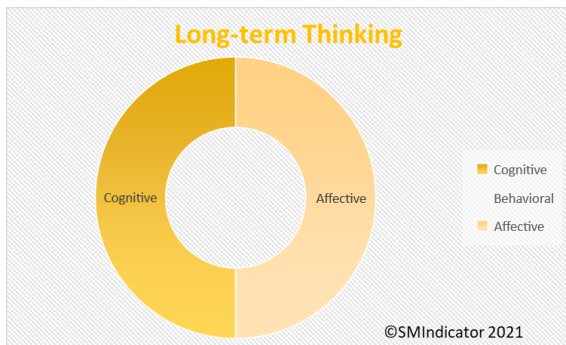 Long-term Thinking
Cognitive
Affective
Cognitive
Behavioral
Affective
©SMIndicator 2021